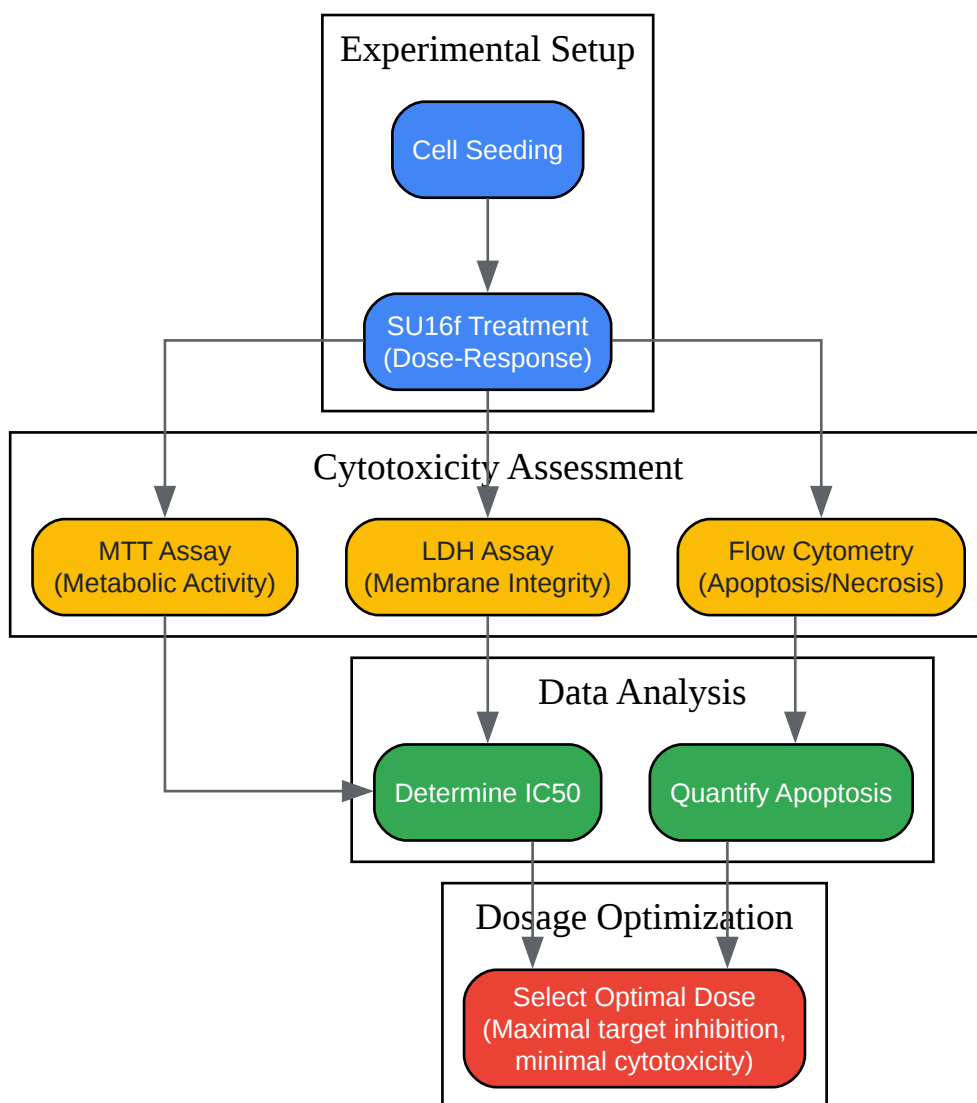 Experimental Setup
Cell Seeding
SU16f Treatment
(Dose-Response)
Cytotoxicity Assessment
MTT Assay
(Metabolic Activity)
LDH Assay
(Membrane Integrity)
Flow Cytometry
(Apoptosis/Necrosis)
Data Analysis
Determine IC50
Quantify Apoptosis
Dosage Optimization
Select Optimal Dose
(Maximal target inhibition,
minimal cytotoxicity)